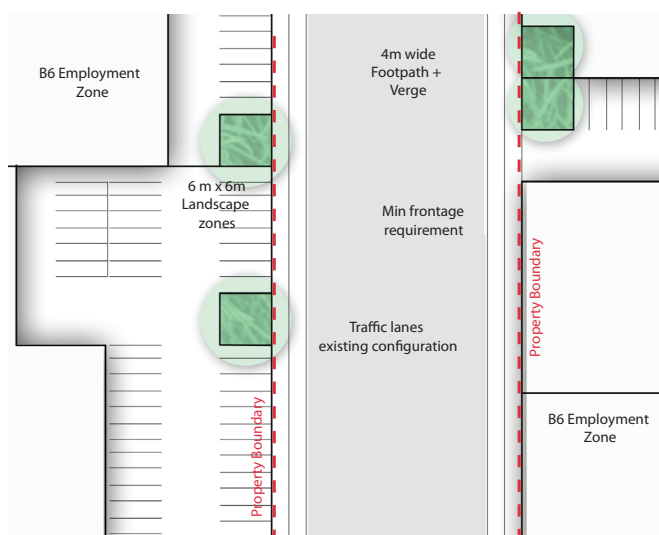 B6 Employment
Zone
4m wide
Footpath +
Verge
6 m x 6m
Landscape
zones
Min frontage
requirement
Property Boundary
Traffic lanes
existing configuration
Property Boundary
B6 Employment
Zone